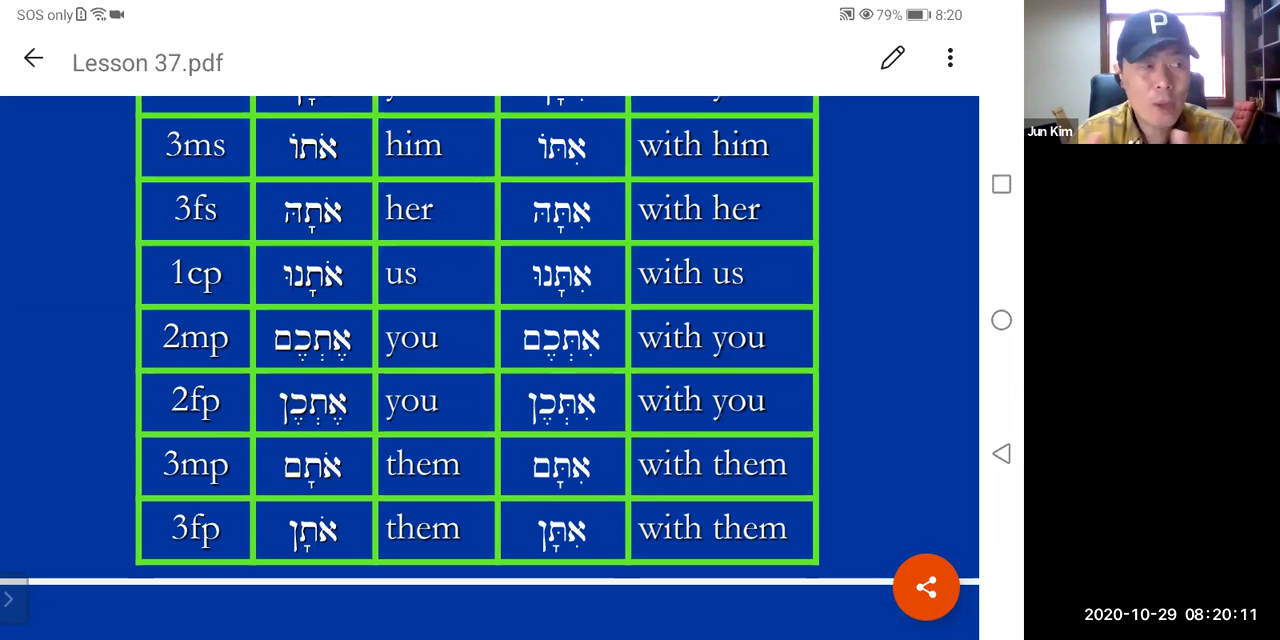 SOS only 79% 8:20
Lesson 37.pdf
3ms אֹתוֹ him אִתּוֹ with him
3fs אֹתָהּ her אִתָּהּ with her
1cp אֹתָנוּ us אִתָּנוּ with us
2mp אֶתְכֶם you אִתְּכֶם with you
2fp אֶתְכֶן you אִתְּכֶן with you
3mp אֹתָם them אִתָּם with them
3fp אֹתָן them אִתָּן with them
P
Jun Kim
2020-10-29 08:20:11